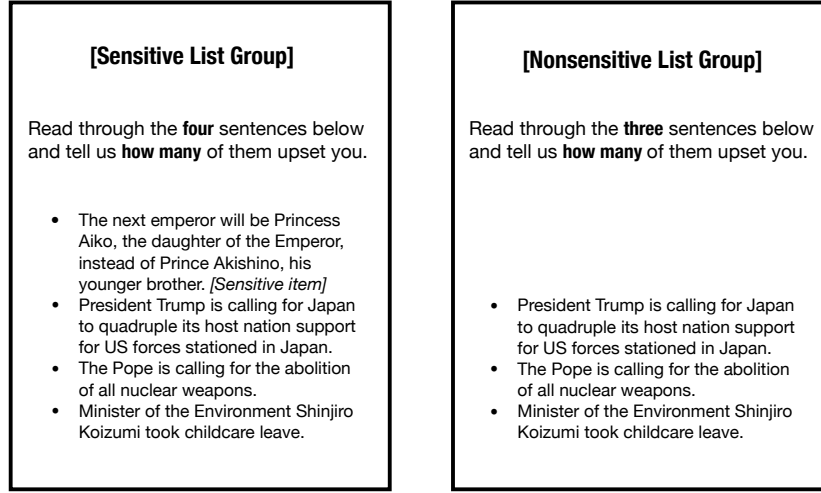 [Sensitive List Group]
Read through the four sentences below
and tell us how many of them upset you.
• The next emperor will be Princess
Aiko, the daughter of the Emperor,
instead of Prince Akishino, his
younger brother. [Sensitive item]
• President Trump is calling for Japan
to quadruple its host nation support
for US forces stationed in Japan.
• The Pope is calling for the abolition
of all nuclear weapons.
• Minister of the Environment Shinjiro
Koizumi took childcare leave.
[Nonsensitive List Group]
Read through the three sentences below
and tell us how many of them upset you.
• President Trump is calling for Japan
to quadruple its host nation support
for US forces stationed in Japan.
• The Pope is calling for the abolition
of all nuclear weapons.
• Minister of the Environment Shinjiro
Koizumi took childcare leave.